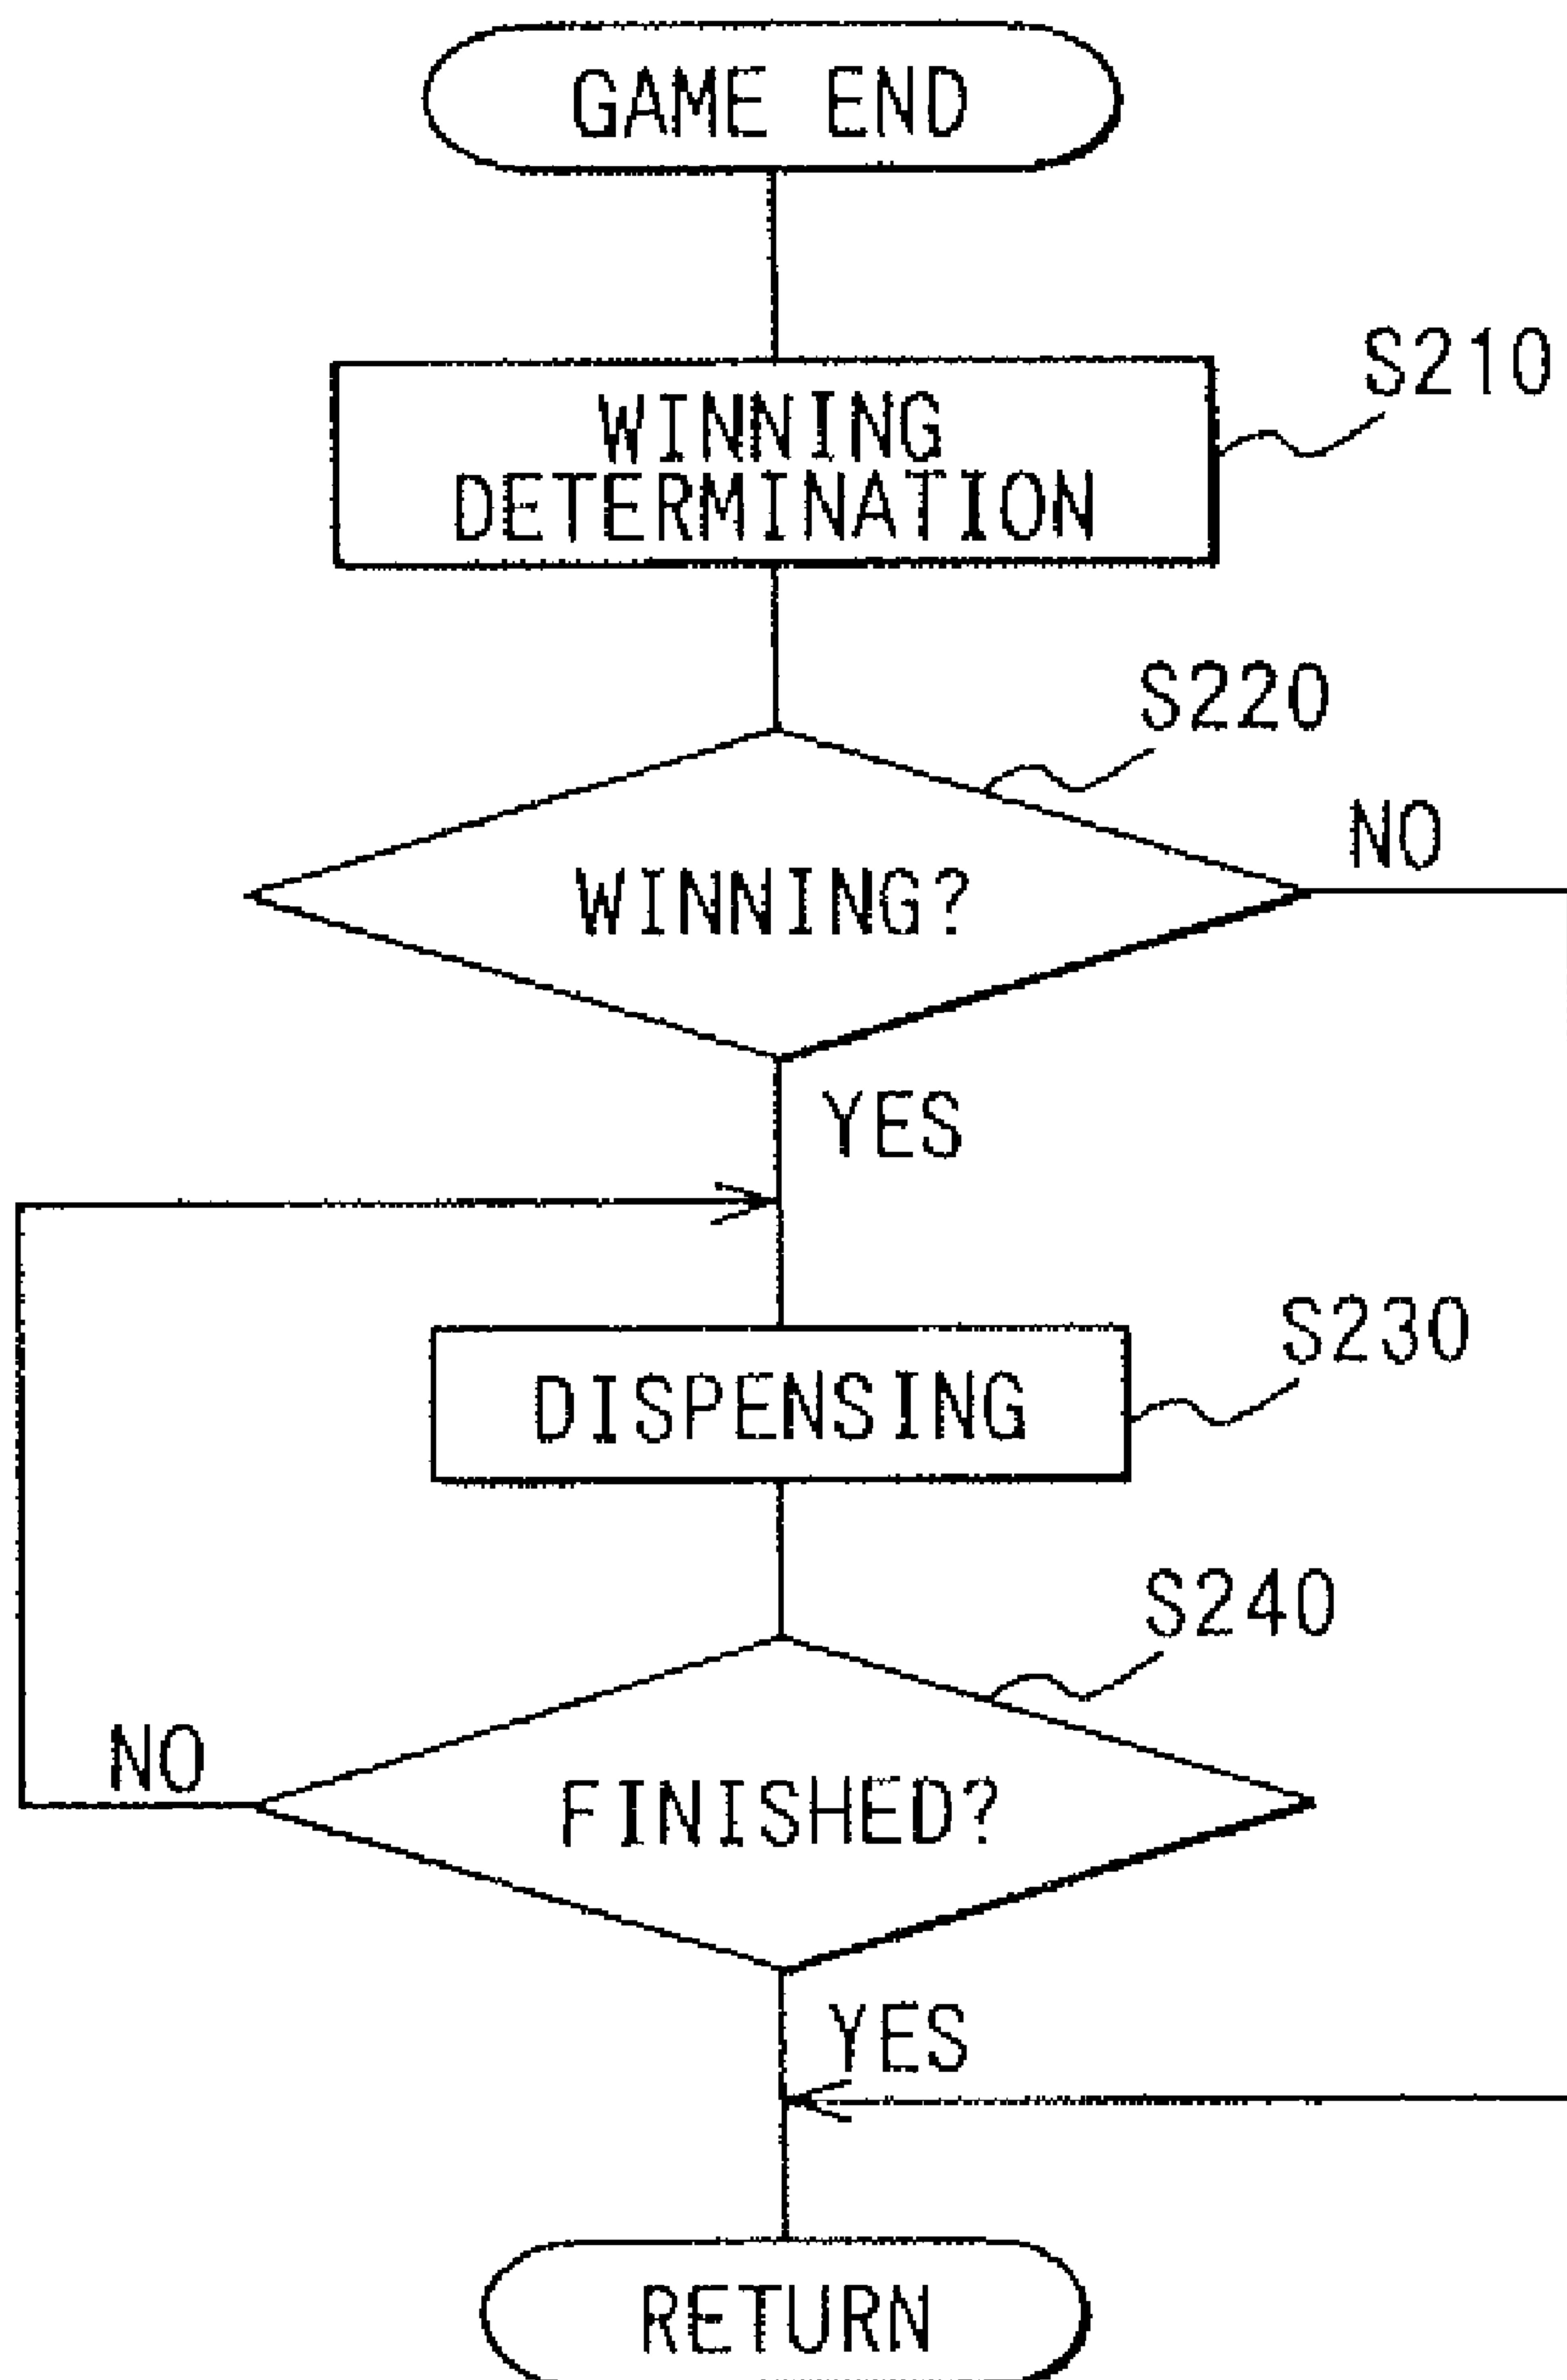 GAME END
S210
WINNING
DETERMINATION
S220
NO
WINNING?
YES
S230
DISPENSING
S240
NO
FINISHED?
YES
RETURN